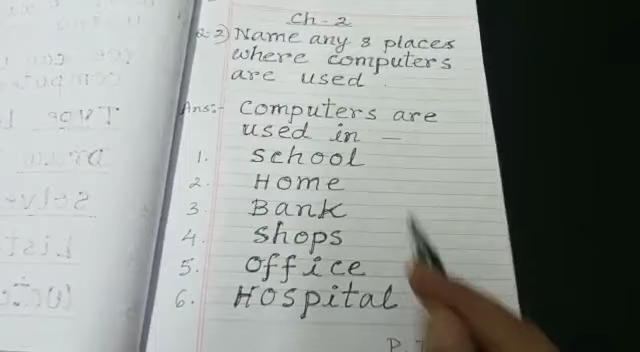 Ch-2
Q.2) Name any 8 places
where computers
are used.
Ans:- Computers are
used in —
1. School
2. Home
3. Bank
4. Shops
5. Office
6. Hospital
P.T